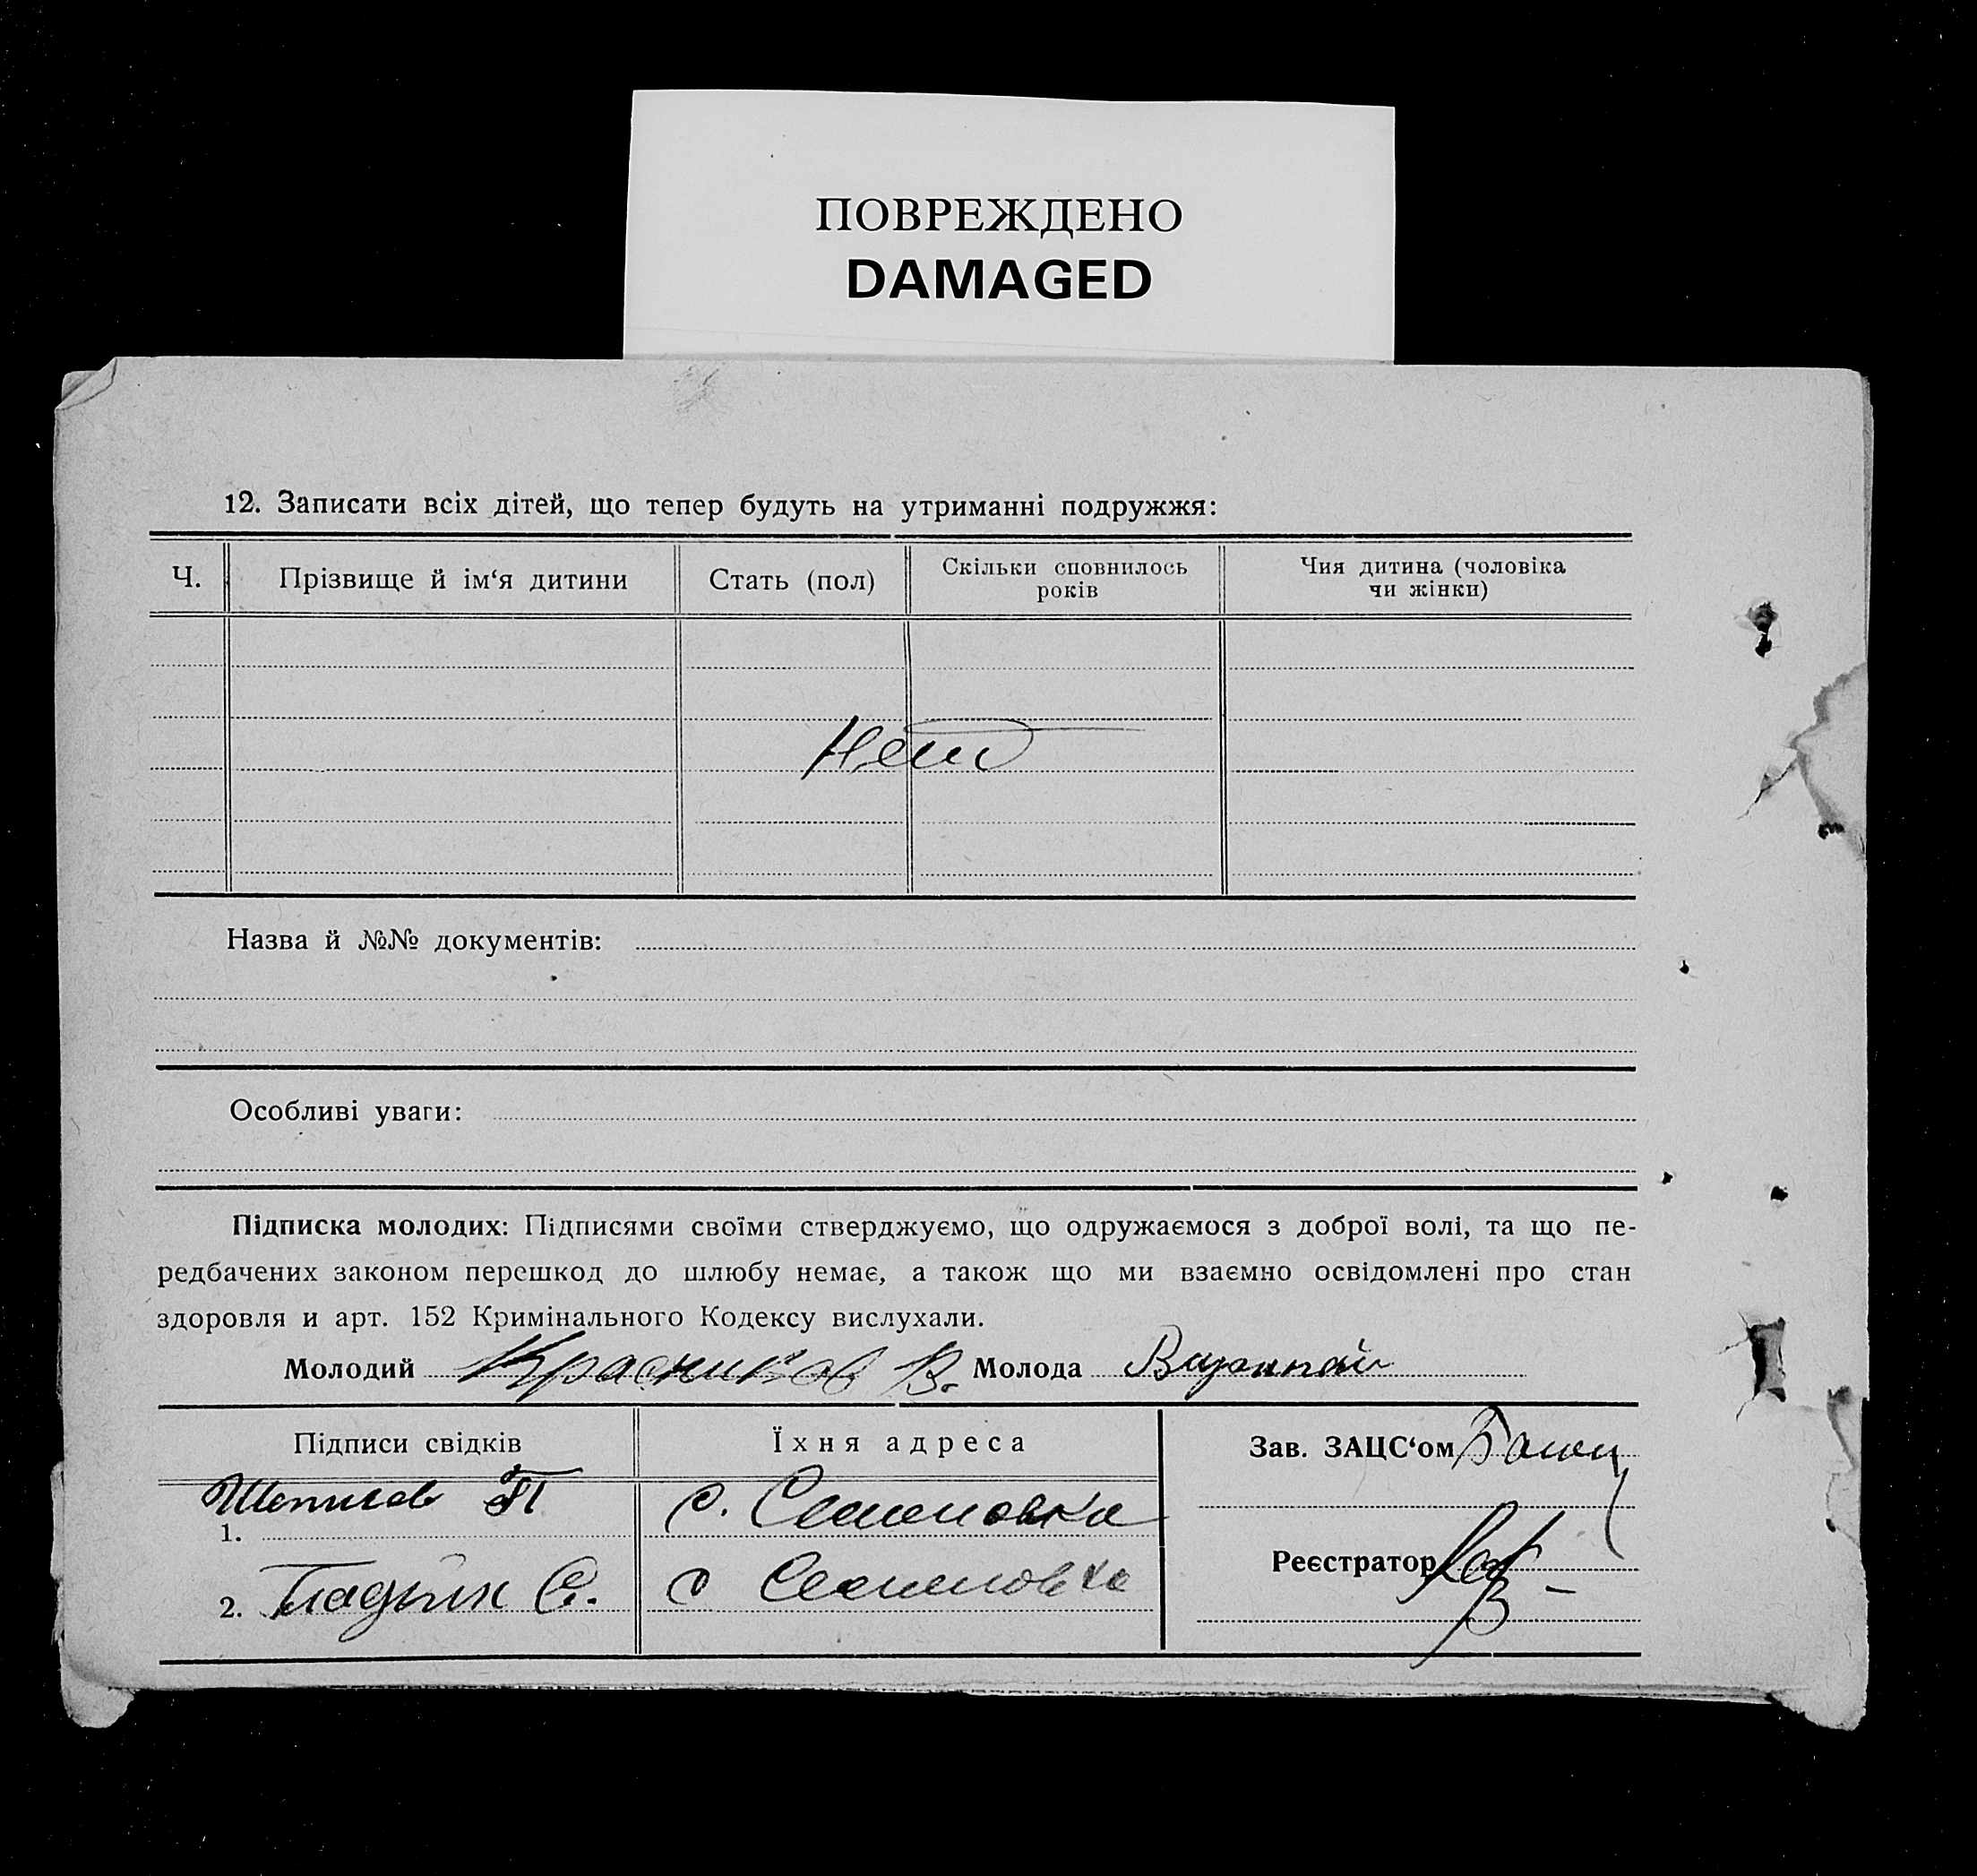 ПОВРЕЖДЕНО
DAMAGED
12. Записати всіх дітей, що тепер будуть на утриманні подружжя:
Ч. Прізвище й ім‘я дитини Стать (пол) Скільки сповнилось років Чия дитина (чоловіка чи жінки)
Нет
Назва й №№ документів:
Особливі уваги:
Підписка молодих: Підписями своїми стверджуємо, що одружаємося з доброї волі, та що пе-
редбачених законом перешкод до шлюбу немає, а також що ми взаємно освідомлені про стан
здоровля и арт. 152 Кримінального Кодексу вислухали.
Молодий Красников В. Молода
Підписи свідків Їхня адреса Зав. ЗАЦС‘ом
1. П с. Семеновка
Реєстратор
2. С. с Семеновка